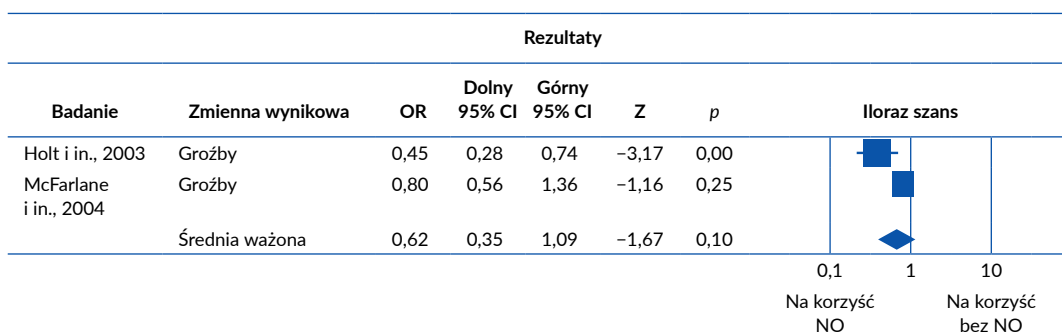 Rezultaty
Badanie Zmienna wynikowa OR Dolny 95% CI Górny 95% CI Z p Iloraz szans
Holt i in., 2003 Groźby 0,45 0,28 0,74 −3,17 0,00
McFarlane i in., 2004 Groźby 0,80 0,56 1,36 −1,16 0,25
Średnia ważona 0,62 0,35 1,09 −1,67 0,10
0,1 1 10
Na korzyść NO Na korzyść bez NO